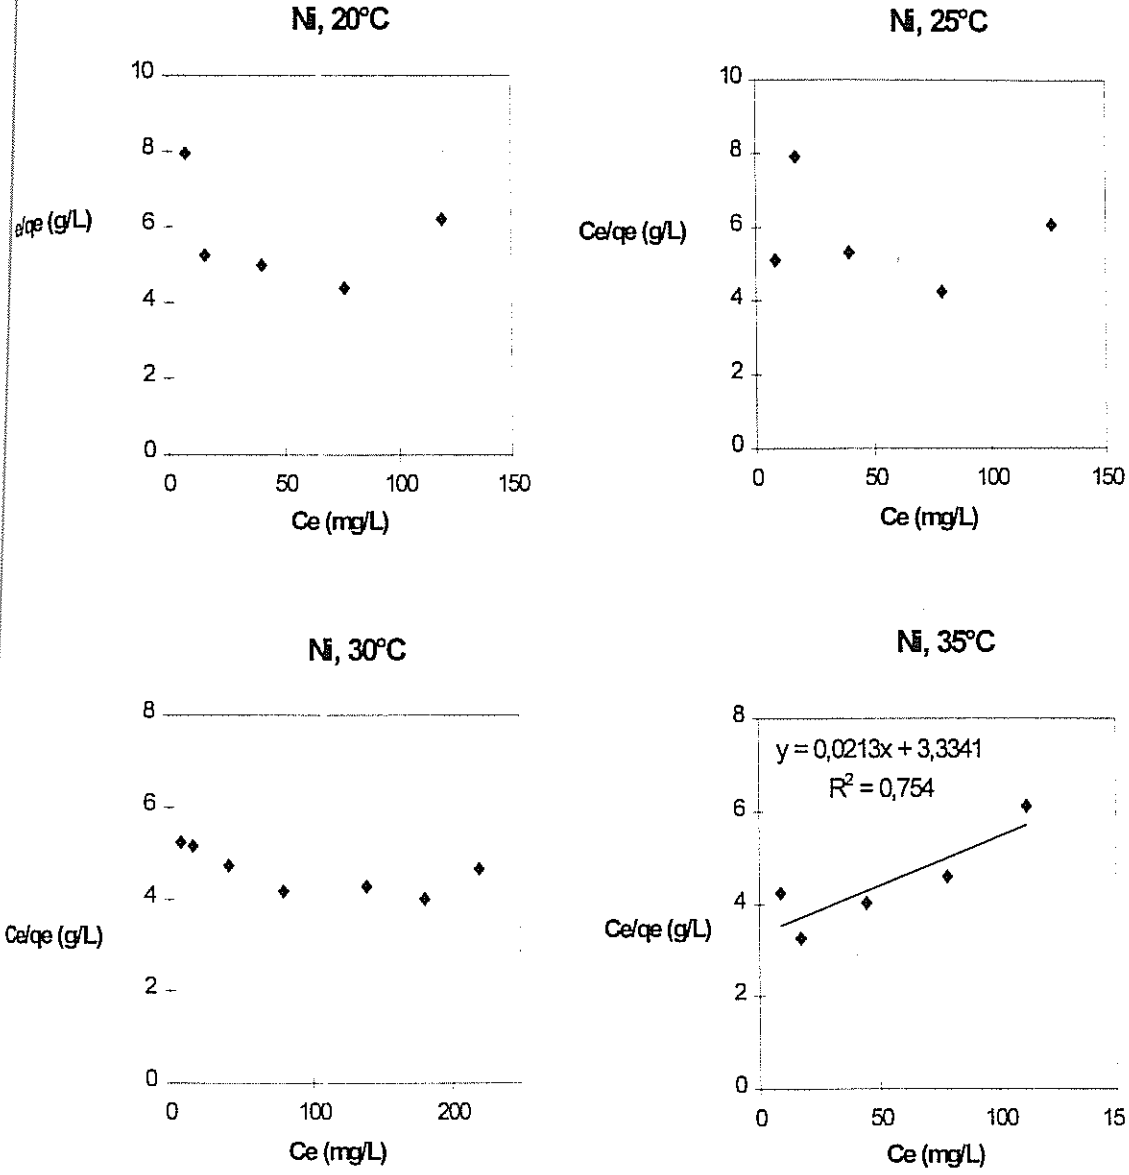 Ni, 20°C
10
8
6
4
2
0
e/qe (g/L)
0 50 100 150
Ce (mg/L)
Ni, 25°C
10
8
6
4
2
0
Ce/qe (g/L)
0 50 100 150
Ce (mg/L)
Ni, 30°C
8
6
4
2
0
Ce/qe (g/L)
0 100 200
Ce (mg/L)
Ni, 35°C
8
6
4
2
0
y = 0,0213x + 3,3341
R² = 0,754
Ce/qe (g/L)
0 50 100 15
Ce (mg/L)